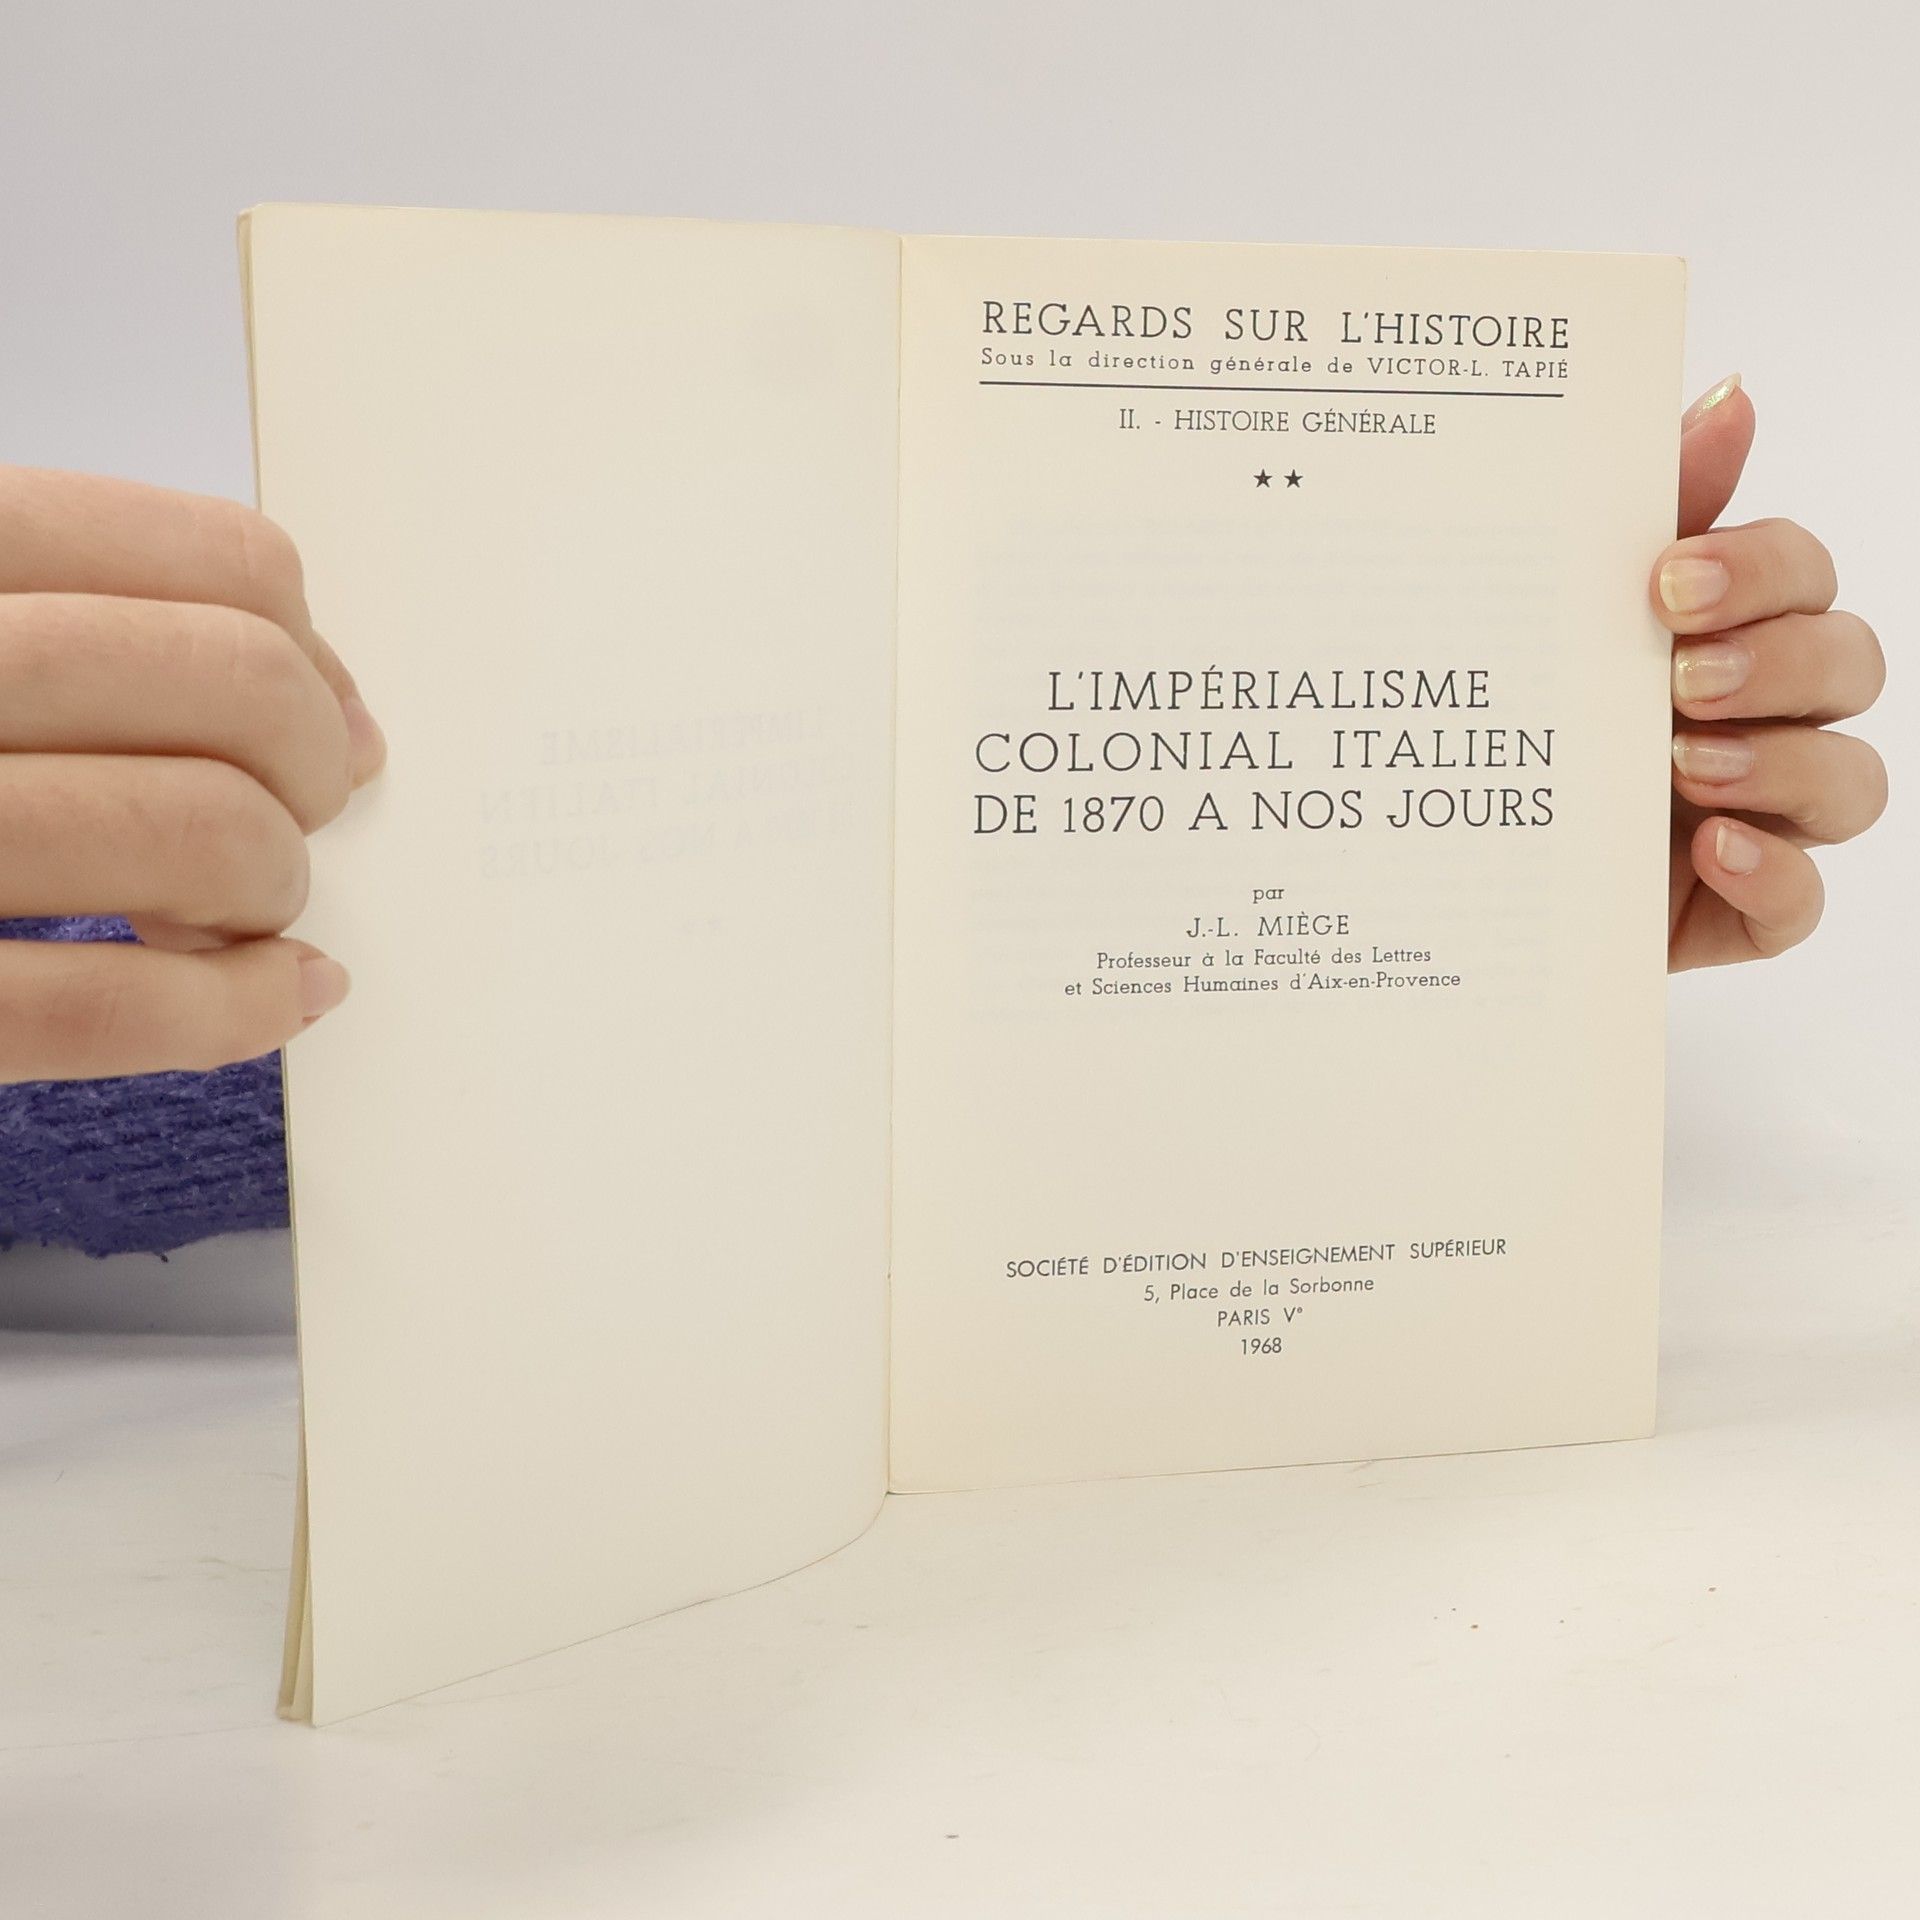 REGARDS SUR L'HISTOIRE
Sous la direction générale de VICTOR-L. TAPIÉ
II. - HISTOIRE GÉNÉRALE
★ ★
L'IMPÉRIALISME
COLONIAL ITALIEN
DE 1870 A NOS JOURS
par
J.-L. MIÈGE
Professeur à la Faculté des Lettres
et Sciences Humaines d'Aix-en-Provence
SOCIÉTÉ D'ÉDITION D'ENSEIGNEMENT SUPÉRIEUR
5, Place de la Sorbonne
PARIS Vᵉ
1968